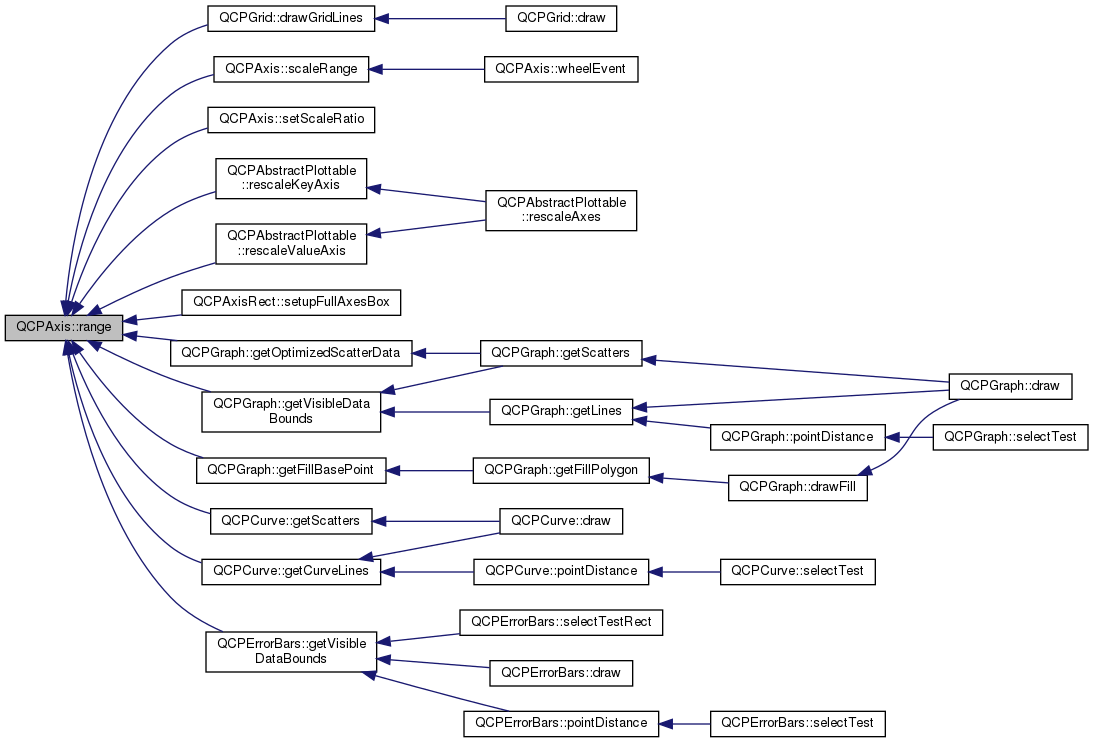 QCPGrid::drawGridLines
QCPGrid::draw
QCPAxis::scaleRange
QCPAxis::wheelEvent
QCPAxis::setScaleRatio
QCPAbstractPlottable
::rescaleKeyAxis
QCPAbstractPlottable
::rescaleAxes
QCPAbstractPlottable
::rescaleValueAxis
QCPAxisRect::setupFullAxesBox
QCPAxis::range
QCPGraph::getOptimizedScatterData
QCPGraph::getScatters
QCPGraph::draw
QCPGraph::getVisibleData
Bounds
QCPGraph::getLines
QCPGraph::pointDistance
QCPGraph::selectTest
QCPGraph::getFillBasePoint
QCPGraph::getFillPolygon
QCPGraph::drawFill
QCPCurve::getScatters
QCPCurve::draw
QCPCurve::getCurveLines
QCPCurve::pointDistance
QCPCurve::selectTest
QCPErrorBars::getVisible
DataBounds
QCPErrorBars::selectTestRect
QCPErrorBars::draw
QCPErrorBars::pointDistance
QCPErrorBars::selectTest